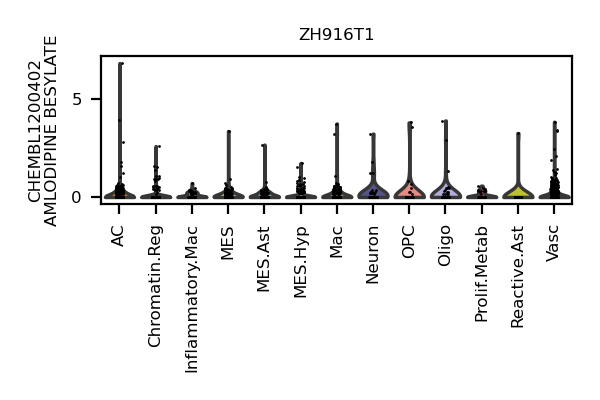 ZH916T1
CHEMBL1200402
AMLODIPINE BESYLATE
5
0
AC
Chromatin.Reg
Inflammatory.Mac
MES
MES.Ast
MES.Hyp
Mac
Neuron
OPC
Oligo
Prolif.Metab
Reactive.Ast
Vasc